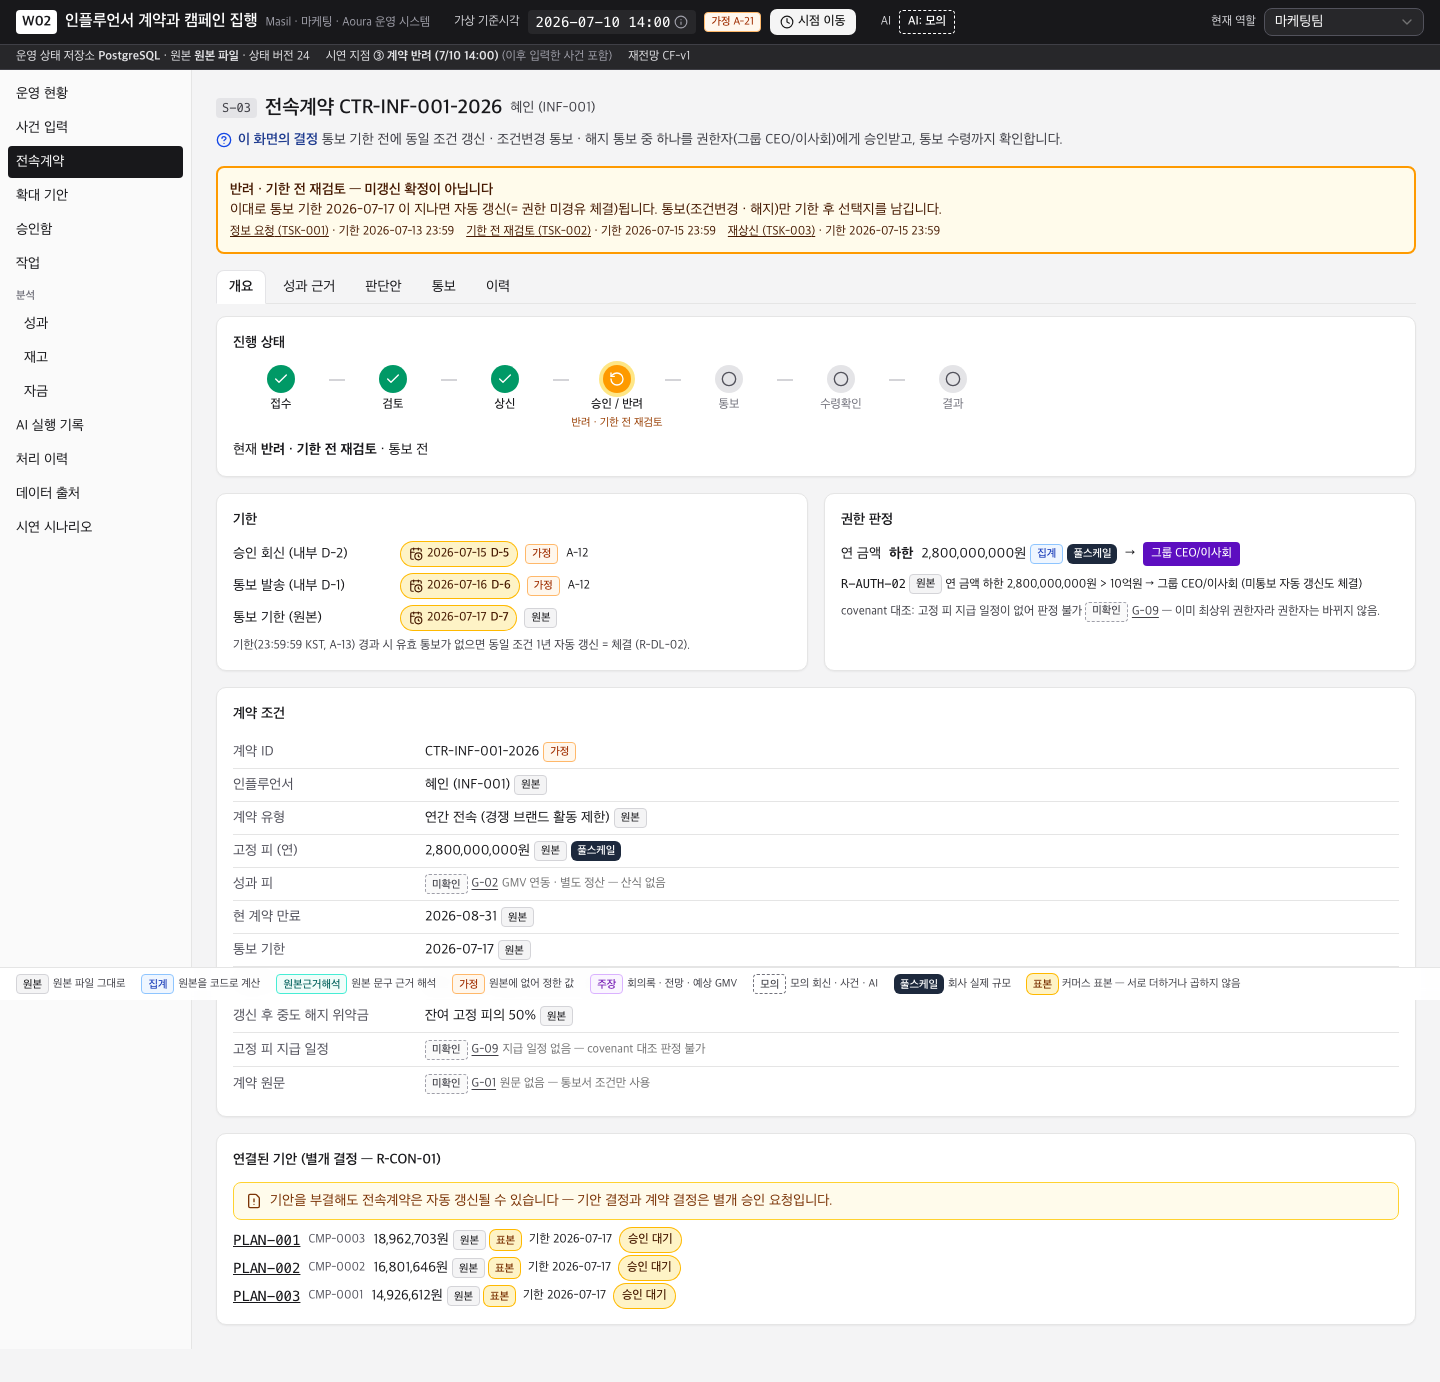 W02 인플루언서 계약과 캠페인 집행 Masil · 마케팅 · Aoura 운영 시스템 가상 기준시각 2026-07-10 14:00 가정 A-21 시점 이동 AI AI: 모의 현재 역할 마케팅팀
운영 상태 저장소 PostgreSQL · 원본 원본 파일 · 상태 버전 24 시연 지점 ③ 계약 반려 (7/10 14:00) (이후 입력한 사건 포함) 재전망 CF-v1
운영 현황
사건 입력
전속계약
확대 기안
승인함
작업
분석
성과
재고
자금
AI 실행 기록
처리 이력
데이터 출처
시연 시나리오
S-03 전속계약 CTR-INF-001-2026 혜인 (INF-001)
이 화면의 결정 통보 기한 전에 동일 조건 갱신 · 조건변경 통보 · 해지 통보 중 하나를 권한자(그룹 CEO/이사회)에게 승인받고, 통보 수령까지 확인합니다.
반려 · 기한 전 재검토 — 미갱신 확정이 아닙니다
이대로 통보 기한 2026-07-17 이 지나면 자동 갱신(= 권한 미경유 체결)됩니다. 통보(조건변경 · 해지)만 기한 후 선택지를 남깁니다.
정보 요청 (TSK-001) · 기한 2026-07-13 23:59 기한 전 재검토 (TSK-002) · 기한 2026-07-15 23:59 재상신 (TSK-003) · 기한 2026-07-15 23:59
개요 성과 근거 판단안 통보 이력
진행 상태
접수 검토 상신 승인 / 반려 통보 수령확인 결과
반려 · 기한 전 재검토
현재 반려 · 기한 전 재검토 · 통보 전
기한
승인 회신 (내부 D-2) 2026-07-15 D-5 가정 A-12
통보 발송 (내부 D-1) 2026-07-16 D-6 가정 A-12
통보 기한 (원본) 2026-07-17 D-7 원본
기한(23:59:59 KST, A-13) 경과 시 유효 통보가 없으면 동일 조건 1년 자동 갱신 = 체결 (R-DL-02).
권한 판정
연 금액 하한 2,800,000,000원 집계 풀스케일 → 그룹 CEO/이사회
R-AUTH-02 원본 연 금액 하한 2,800,000,000원 > 10억원 → 그룹 CEO/이사회 (미통보 자동 갱신도 체결)
covenant 대조: 고정 피 지급 일정이 없어 판정 불가 미확인 G-09 — 이미 최상위 권한자라 권한자는 바뀌지 않음.
계약 조건
계약 ID CTR-INF-001-2026 가정
인플루언서 혜인 (INF-001) 원본
계약 유형 연간 전속 (경쟁 브랜드 활동 제한) 원본
고정 피 (연) 2,800,000,000원 원본 풀스케일
성과 피 미확인 G-02 GMV 연동 · 별도 정산 — 산식 없음
현 계약 만료 2026-08-31 원본
통보 기한 2026-07-17 원본
원본 원본 파일 그대로 집계 원본을 코드로 계산 원본근거해석 원본 문구 근거 해석 가정 원본에 없어 정한 값 주장 회의록 · 전망 · 예상 GMV 모의 모의 회신 · 사건 · AI 풀스케일 회사 실제 규모 표본 커머스 표본 — 서로 더하거나 곱하지 않음
갱신 후 중도 해지 위약금 잔여 고정 피의 50% 원본
고정 피 지급 일정 미확인 G-09 지급 일정 없음 — covenant 대조 판정 불가
계약 원문 미확인 G-01 원문 없음 — 통보서 조건만 사용
연결된 기안 (별개 결정 — R-CON-01)
기안을 부결해도 전속계약은 자동 갱신될 수 있습니다 — 기안 결정과 계약 결정은 별개 승인 요청입니다.
PLAN-001 CMP-0003 18,962,703원 원본 표본 기한 2026-07-17 승인 대기
PLAN-002 CMP-0002 16,801,646원 원본 표본 기한 2026-07-17 승인 대기
PLAN-003 CMP-0001 14,926,612원 원본 표본 기한 2026-07-17 승인 대기